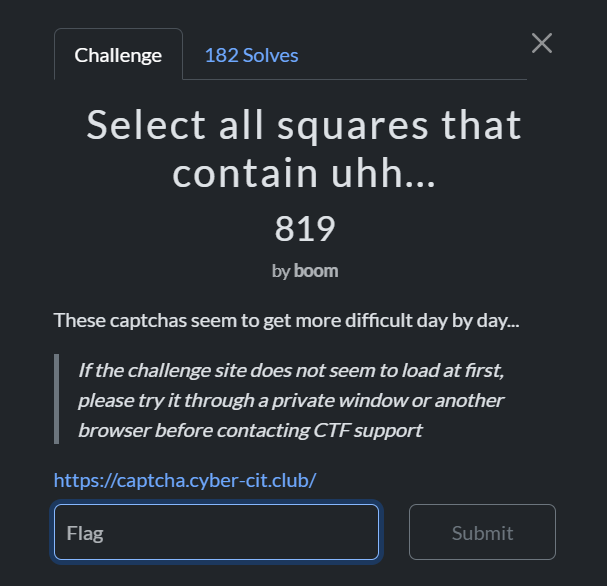 Challenge
182 Solves
Select all squares that
contain uhh...
819
by boom
These captchas seem to get more difficult day by day...
If the challenge site does not seem to load at first,
please try it through a private window or another
browser before contacting CTF support
https://captcha.cyber-cit.club/
Flag
Submit